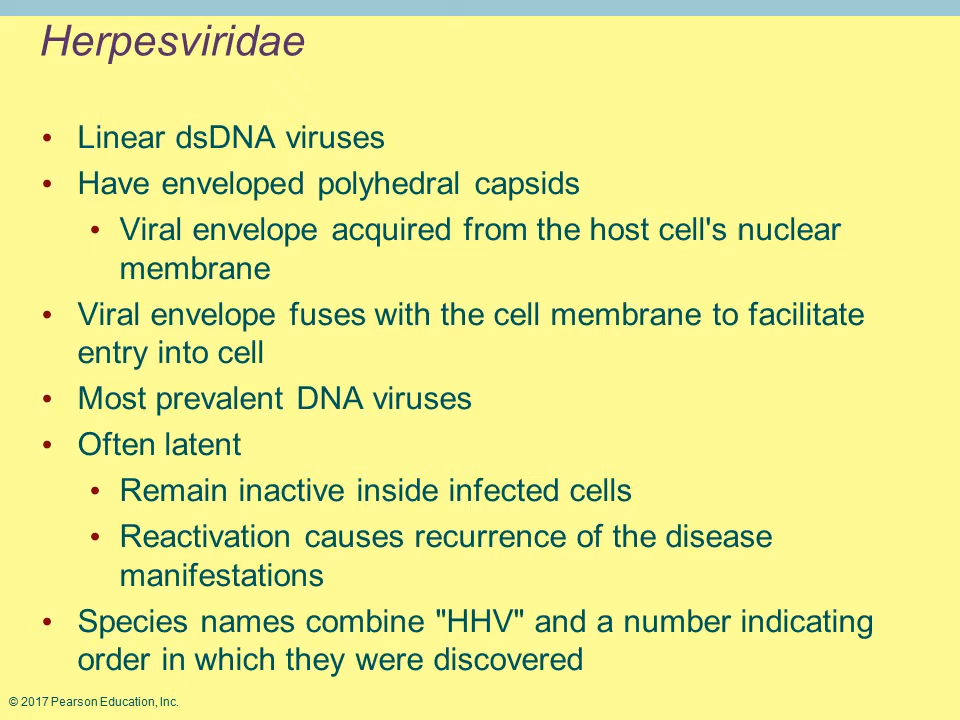 Herpesviridae
• Linear dsDNA viruses
• Have enveloped polyhedral capsids
• Viral envelope acquired from the host cell's nuclear
membrane
• Viral envelope fuses with the cell membrane to facilitate
entry into cell
• Most prevalent DNA viruses
• Often latent
• Remain inactive inside infected cells
• Reactivation causes recurrence of the disease
manifestations
• Species names combine "HHV" and a number indicating
order in which they were discovered
© 2017 Pearson Education, Inc.